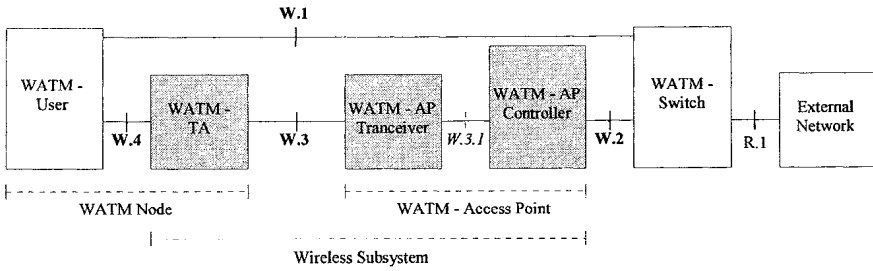 W.1
WATM -
User
WATM -
TA
WATM - AP
Tranceiver
WATM - AP
Controller
WATM -
Switch
External
Network
W.4
W.3
W.3.1
W.2
R.1
WATM Node
WATM - Access Point
Wireless Subsystem